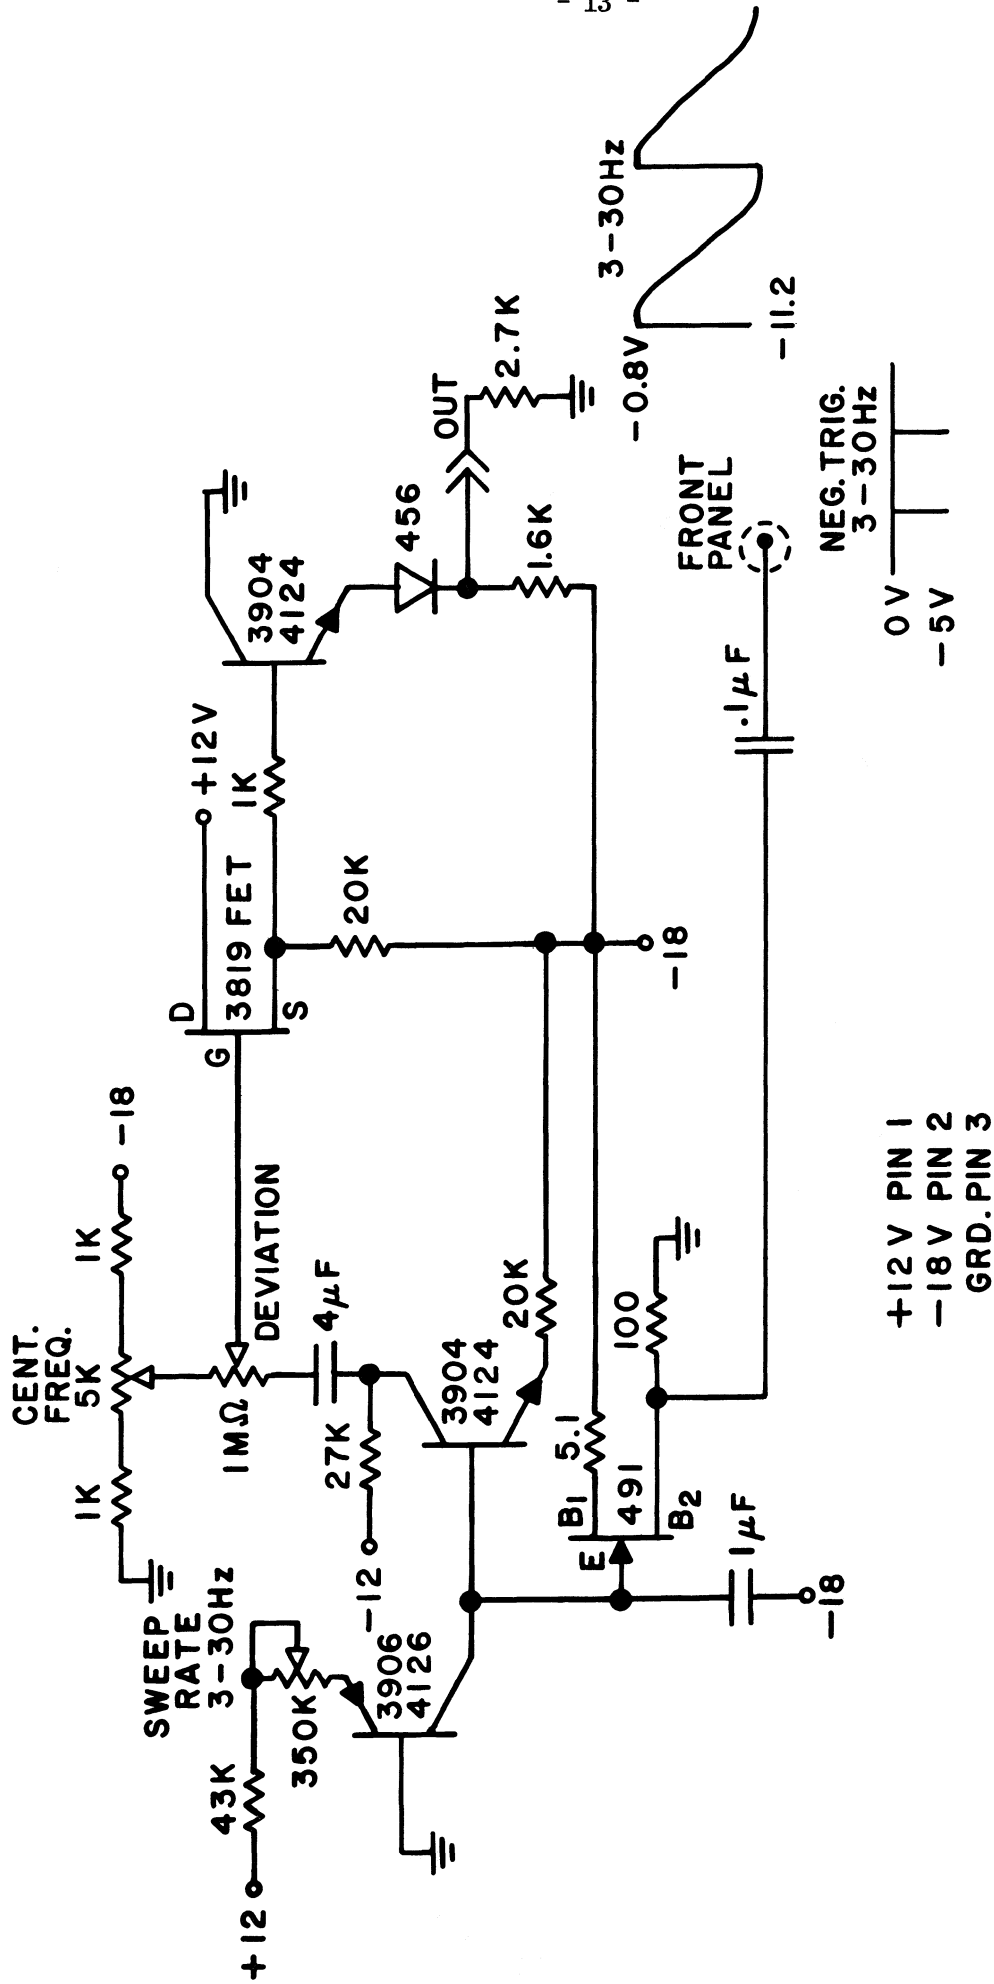 - 13 -
+12
43K
SWEEP
RATE
3-30Hz
350K
3906
4126
-12
27K
4µF
1K
CENT.
FREQ.
5K
1K
-18
1MΩ
DEVIATION
G
D
S
3819 FET
+12V
1K
20K
3904
4124
456
OUT
2.7K
1.6K
3904
4124
20K
-18
E
B1
491
B2
5.1
100
1µF
-18
.1µF
FRONT
PANEL
-0.8V
3-30Hz
-11.2
NEG. TRIG.
3-30Hz
0V
-5V
+12V PIN 1
-18V PIN 2
GRD. PIN 3